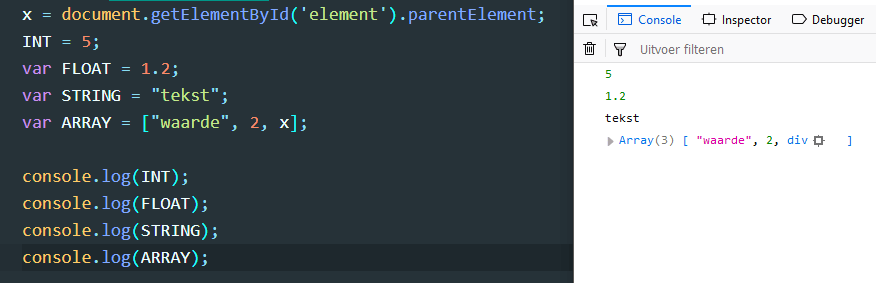 x = document.getElementById('element').parentElement;
INT = 5;
var FLOAT = 1.2;
var STRING = "tekst";
var ARRAY = ["waarde", 2, x];
console.log(INT);
console.log(FLOAT);
console.log(STRING);
console.log(ARRAY);
Console Inspector Debugger
Uitvoer filteren
5
1.2
tekst
Array(3) [ "waarde", 2, div ]